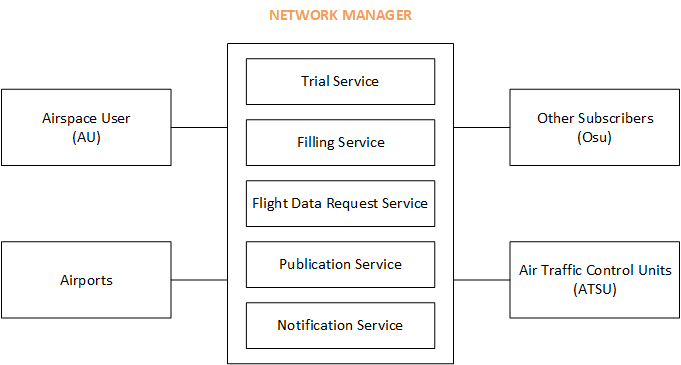 NETWORK MANAGER
Trial Service
Airspace User
(AU)
Filling Service
Other Subscribers
(Osu)
Flight Data Request Service
Airports
Publication Service
Air Traffic Control Units
(ATSU)
Notification Service